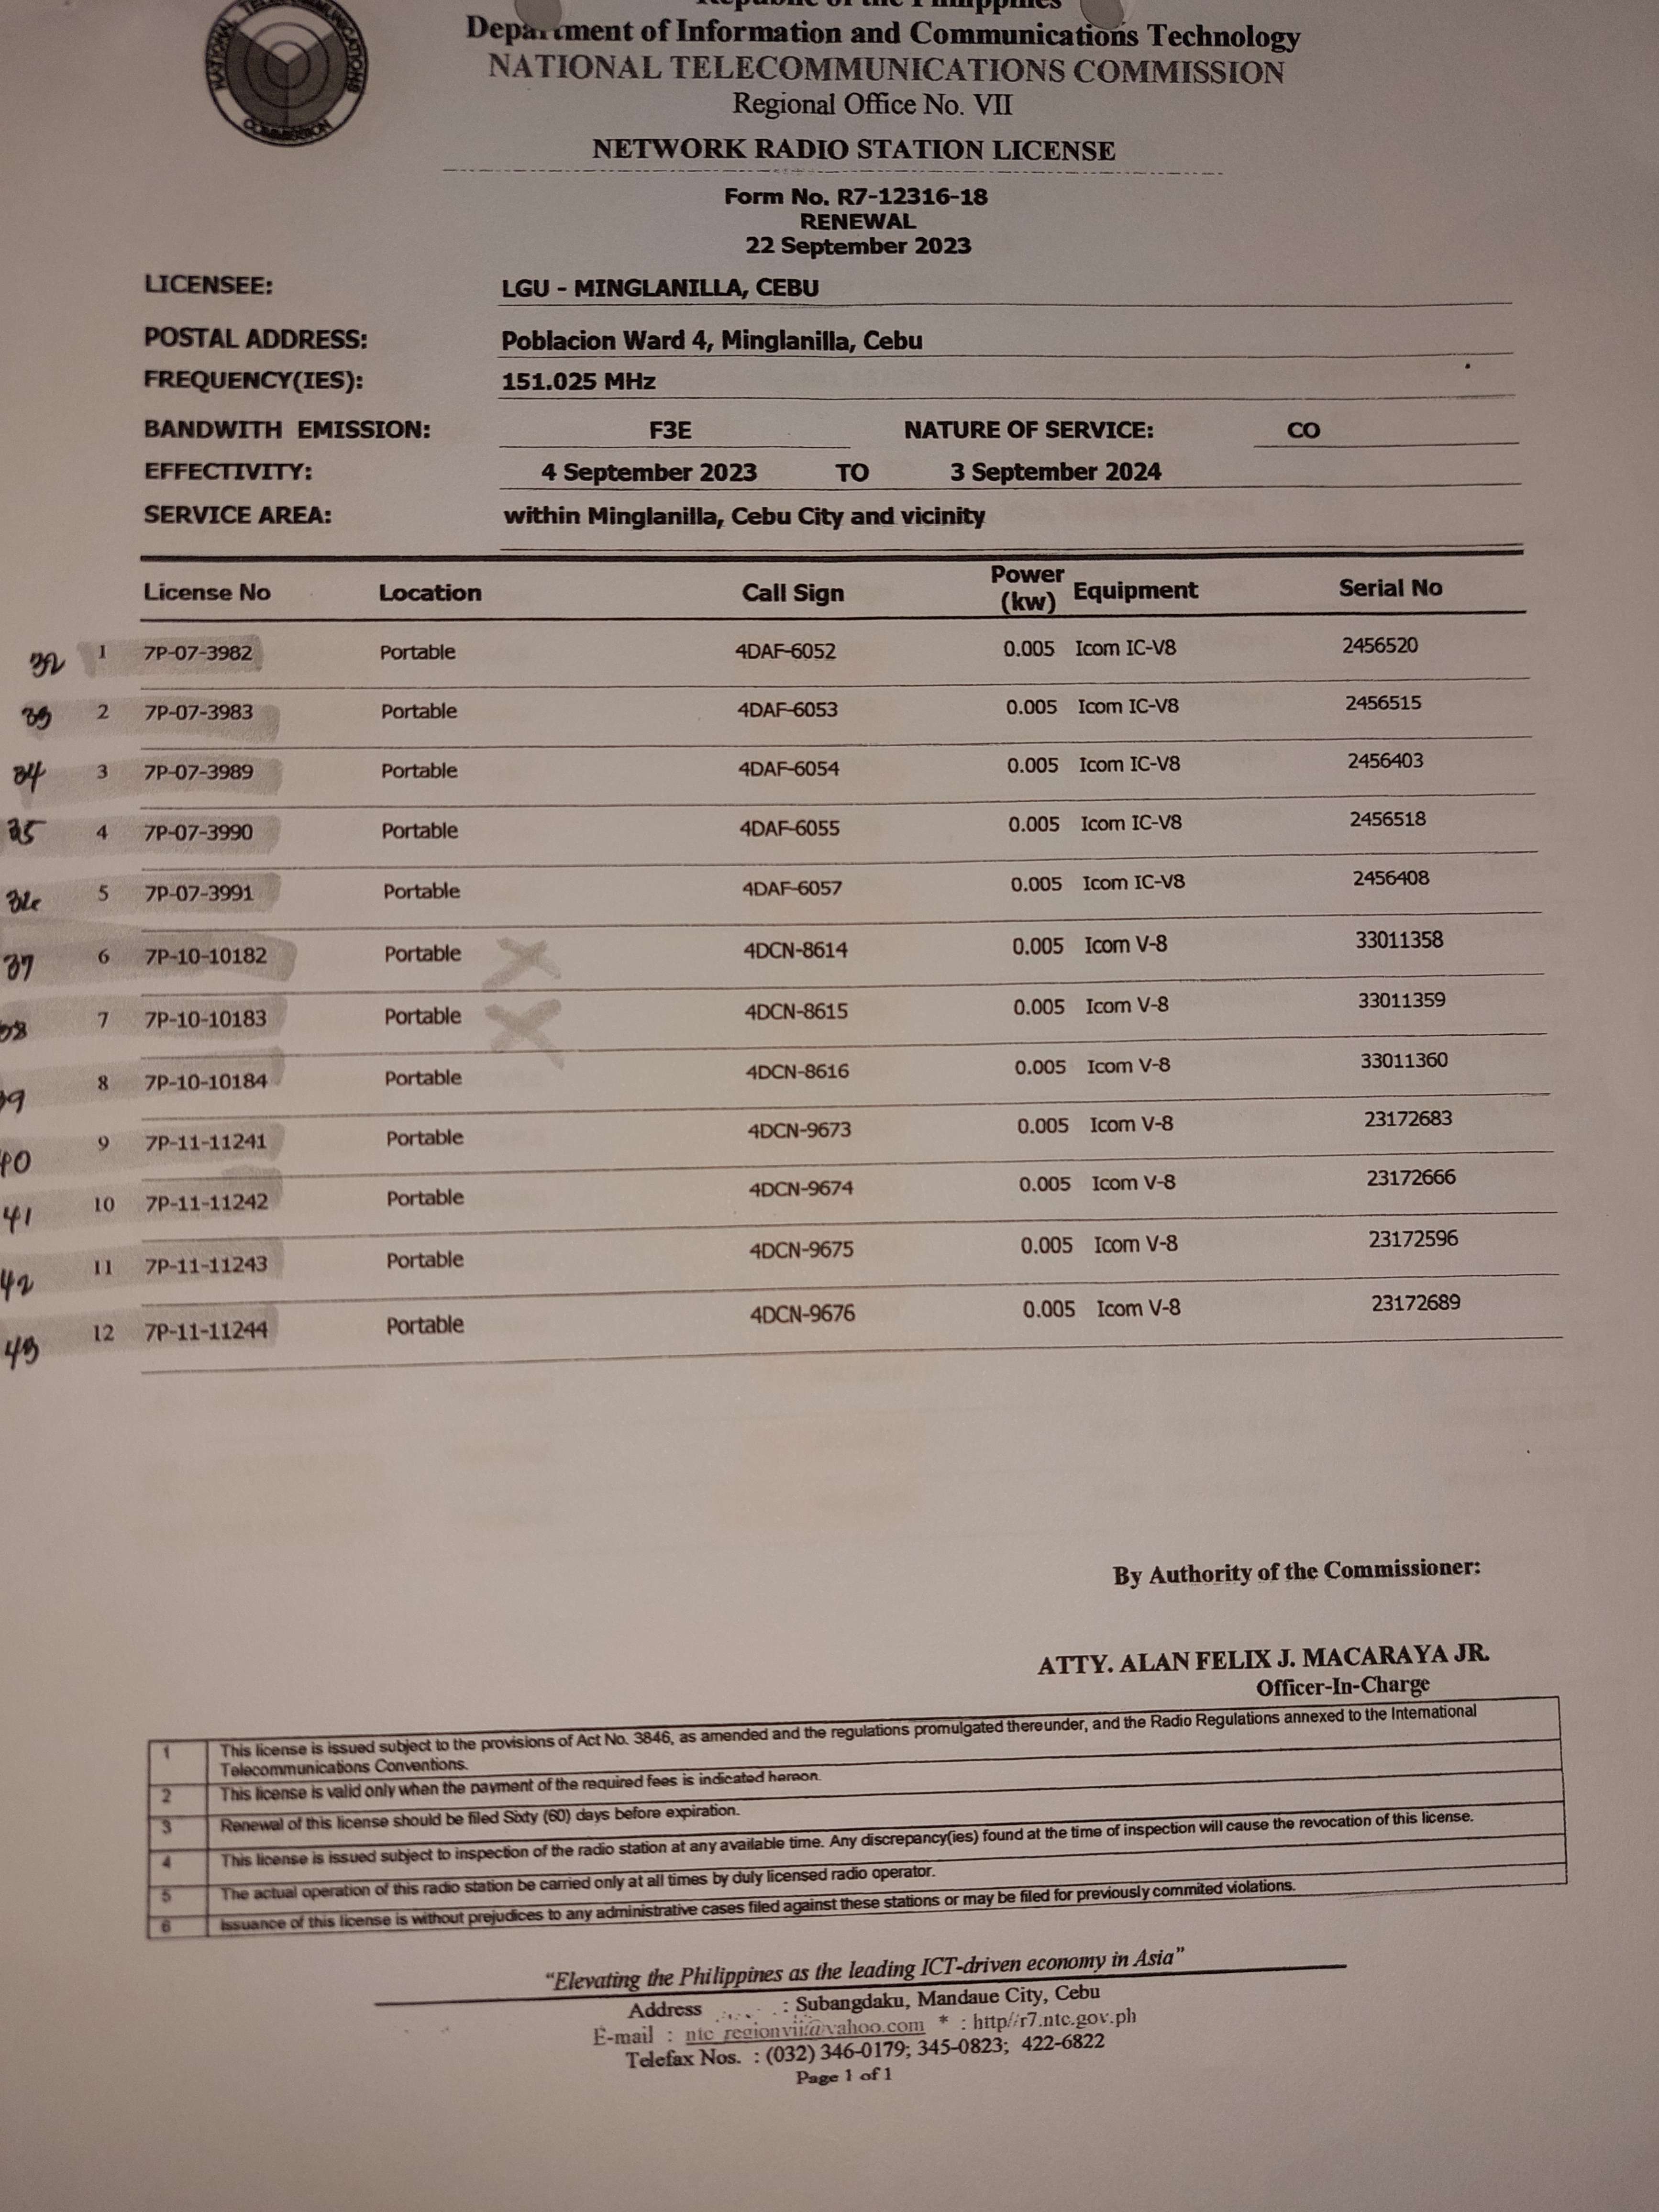 NATIONAL TELECOMMUNICATIONS COMMISSION
Republic of the Philippines
Department of Information and Communications Technology
NATIONAL TELECOMMUNICATIONS COMMISSION
Regional Office No. VII
NETWORK RADIO STATION LICENSE
Form No. R7-12316-18
RENEWAL
22 September 2023
LICENSEE: LGU - MINGLANILLA, CEBU
POSTAL ADDRESS: Poblacion Ward 4, Minglanilla, Cebu
FREQUENCY(IES): 151.025 MHz
BANDWITH EMISSION: F3E NATURE OF SERVICE: CO
EFFECTIVITY: 4 September 2023 TO 3 September 2024
SERVICE AREA: within Minglanilla, Cebu City and vicinity
License No Location Call Sign Power (kw) Equipment Serial No
32 1 7P-07-3982 Portable 4DAF-6052 0.005 Icom IC-V8 2456520
33 2 7P-07-3983 Portable 4DAF-6053 0.005 Icom IC-V8 2456515
34 3 7P-07-3989 Portable 4DAF-6054 0.005 Icom IC-V8 2456403
35 4 7P-07-3990 Portable 4DAF-6055 0.005 Icom IC-V8 2456518
36 5 7P-07-3991 Portable 4DAF-6057 0.005 Icom IC-V8 2456408
37 6 7P-10-10182 Portable X 4DCN-8614 0.005 Icom V-8 33011358
38 7 7P-10-10183 Portable X 4DCN-8615 0.005 Icom V-8 33011359
39 8 7P-10-10184 Portable 4DCN-8616 0.005 Icom V-8 33011360
40 9 7P-11-11241 Portable 4DCN-9673 0.005 Icom V-8 23172683
41 10 7P-11-11242 Portable 4DCN-9674 0.005 Icom V-8 23172666
42 11 7P-11-11243 Portable 4DCN-9675 0.005 Icom V-8 23172596
43 12 7P-11-11244 Portable 4DCN-9676 0.005 Icom V-8 23172689
By Authority of the Commissioner:
ATTY. ALAN FELIX J. MACARAYA JR.
Officer-In-Charge
1 This license is issued subject to the provisions of Act No. 3846, as amended and the regulations promulgated thereunder, and the Radio Regulations annexed to the International
Telecommunications Conventions.
2 This license is valid only when the payment of the required fees is indicated hereon.
3 Renewal of this license should be filed Sixty (60) days before expiration.
4 This license is issued subject to inspection of the radio station at any available time. Any discrepancy(ies) found at the time of inspection will cause the revocation of this license.
5 The actual operation of this radio station be carried only at all times by duly licensed radio operator.
6 Issuance of this license is without prejudices to any administrative cases filed against these stations or may be filed for previously commited violations.
“Elevating the Philippines as the leading ICT-driven economy in Asia”
Address : Subangdaku, Mandaue City, Cebu
E-mail : ntc_regionvii@yahoo.com * : http//r7.ntc.gov.ph
Telefax Nos. : (032) 346-0179; 345-0823; 422-6822
Page 1 of 1